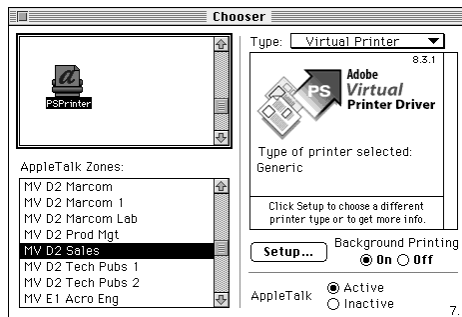 Chooser
PSPrinter
AppleTalk Zones:
MV D2 Marcom
MV D2 Marcom 1
MV D2 Marcom Lab
MV D2 Prod Mgt
MV D2 Sales
MV D2 Tech Pubs 1
MV D2 Tech Pubs 2
MV E1 Acro Eng
Type: Virtual Printer
8.3.1
PS
Adobe
Virtual
Printer Driver
Type of printer selected:
Generic
Click Setup to choose a different
printer type or to get more info.
Setup...
Background Printing
On Off
AppleTalk
Active
Inactive
7.